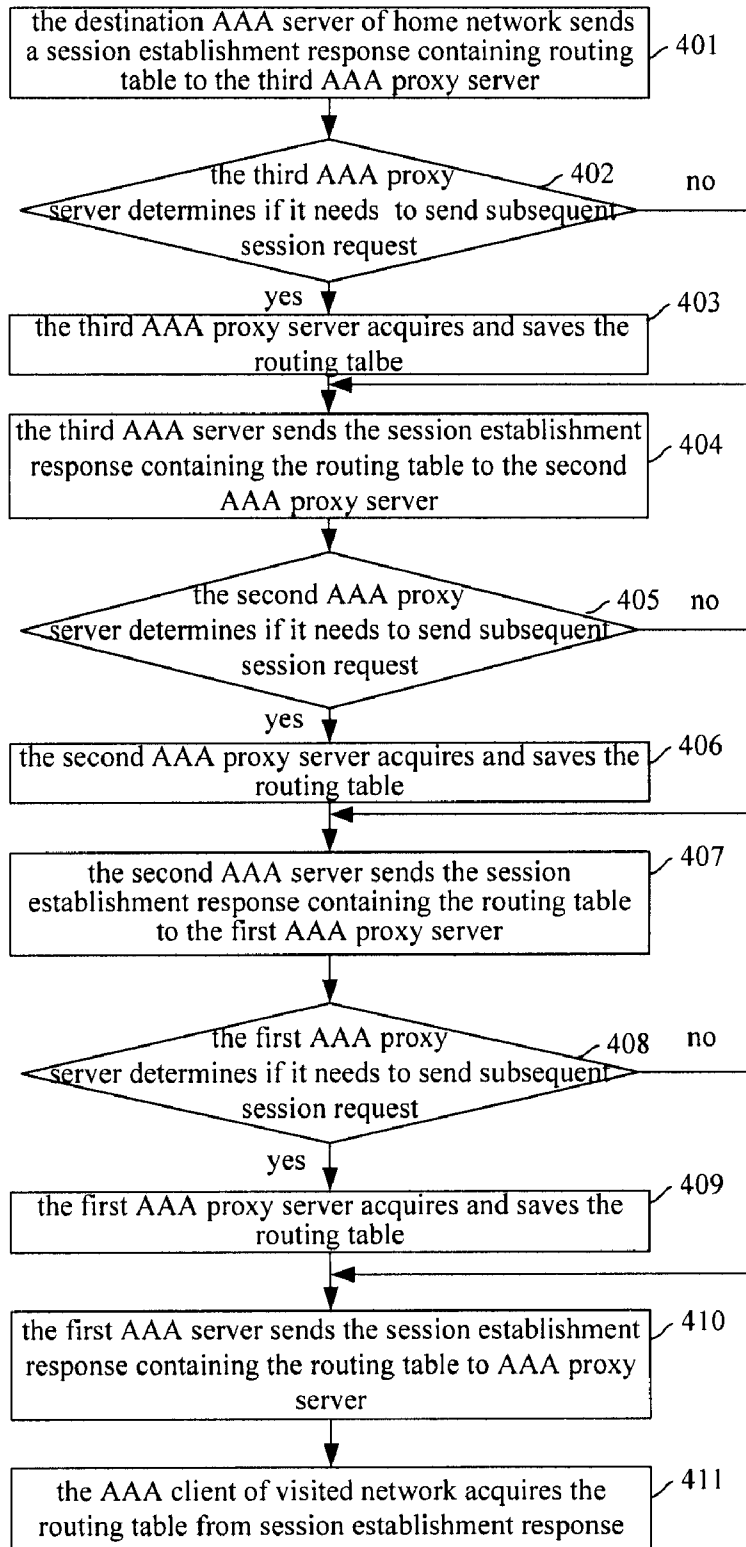 the destination AAA server of home network sends
a session establishment response containing routing
table to the third AAA proxy server
401
the third AAA proxy
402
no
server determines if it needs to send subsequent
session request
yes
403
the third AAA proxy server acquires and saves the
routing talbe
the third AAA server sends the session establishment
response containing the routing table to the second
AAA proxy server
404
the second AAA proxy
405
no
server determines if it needs to send subsequent
session request
yes
the second AAA proxy server acquires and saves the
routing table
406
the second AAA server sends the session
establishment response containing the routing table
to the first AAA proxy server
407
the first AAA proxy
408
no
server determines if it needs to send subsequent
session request
yes
the first AAA proxy server acquires and saves the
routing table
409
the first AAA server sends the session establishment
response containing the routing table to AAA proxy
server
410
the AAA client of visited network acquires the
routing table from session establishment response
411